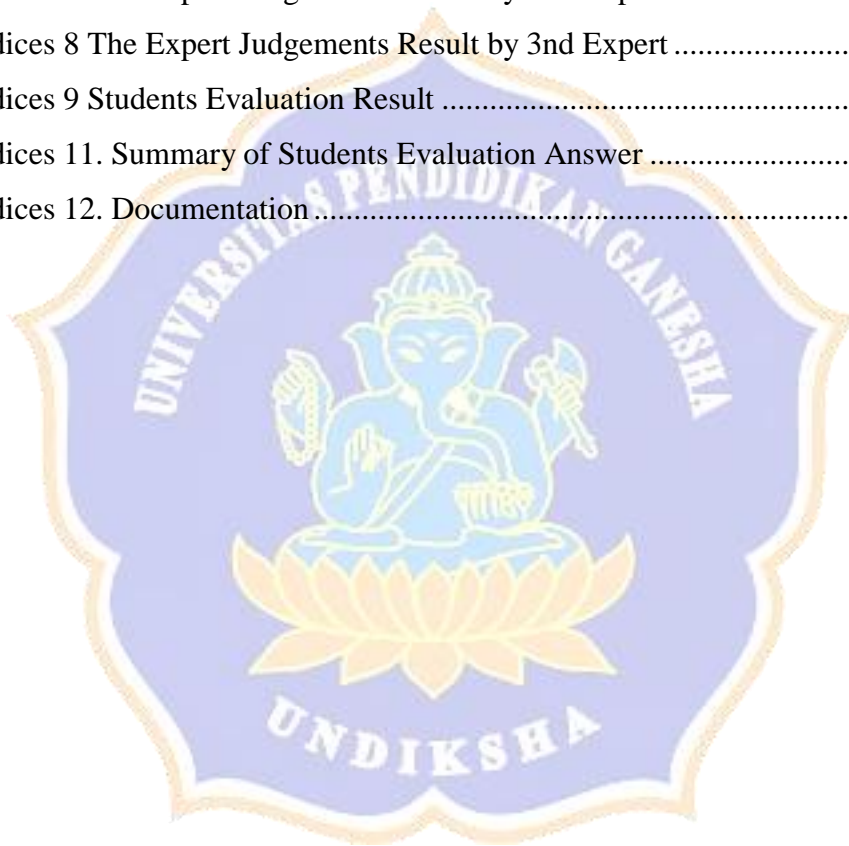 dices 8 The Expert Judgements Result by 3nd Expert ......................
dices 9 Students Evaluation Result ...................................................
dices 11. Summary of Students Evaluation Answer .........................
dices 12. Documentation ...................................................................
UNIVERSITAS PENDIDIKAN GANESHA
UNDIKSHA